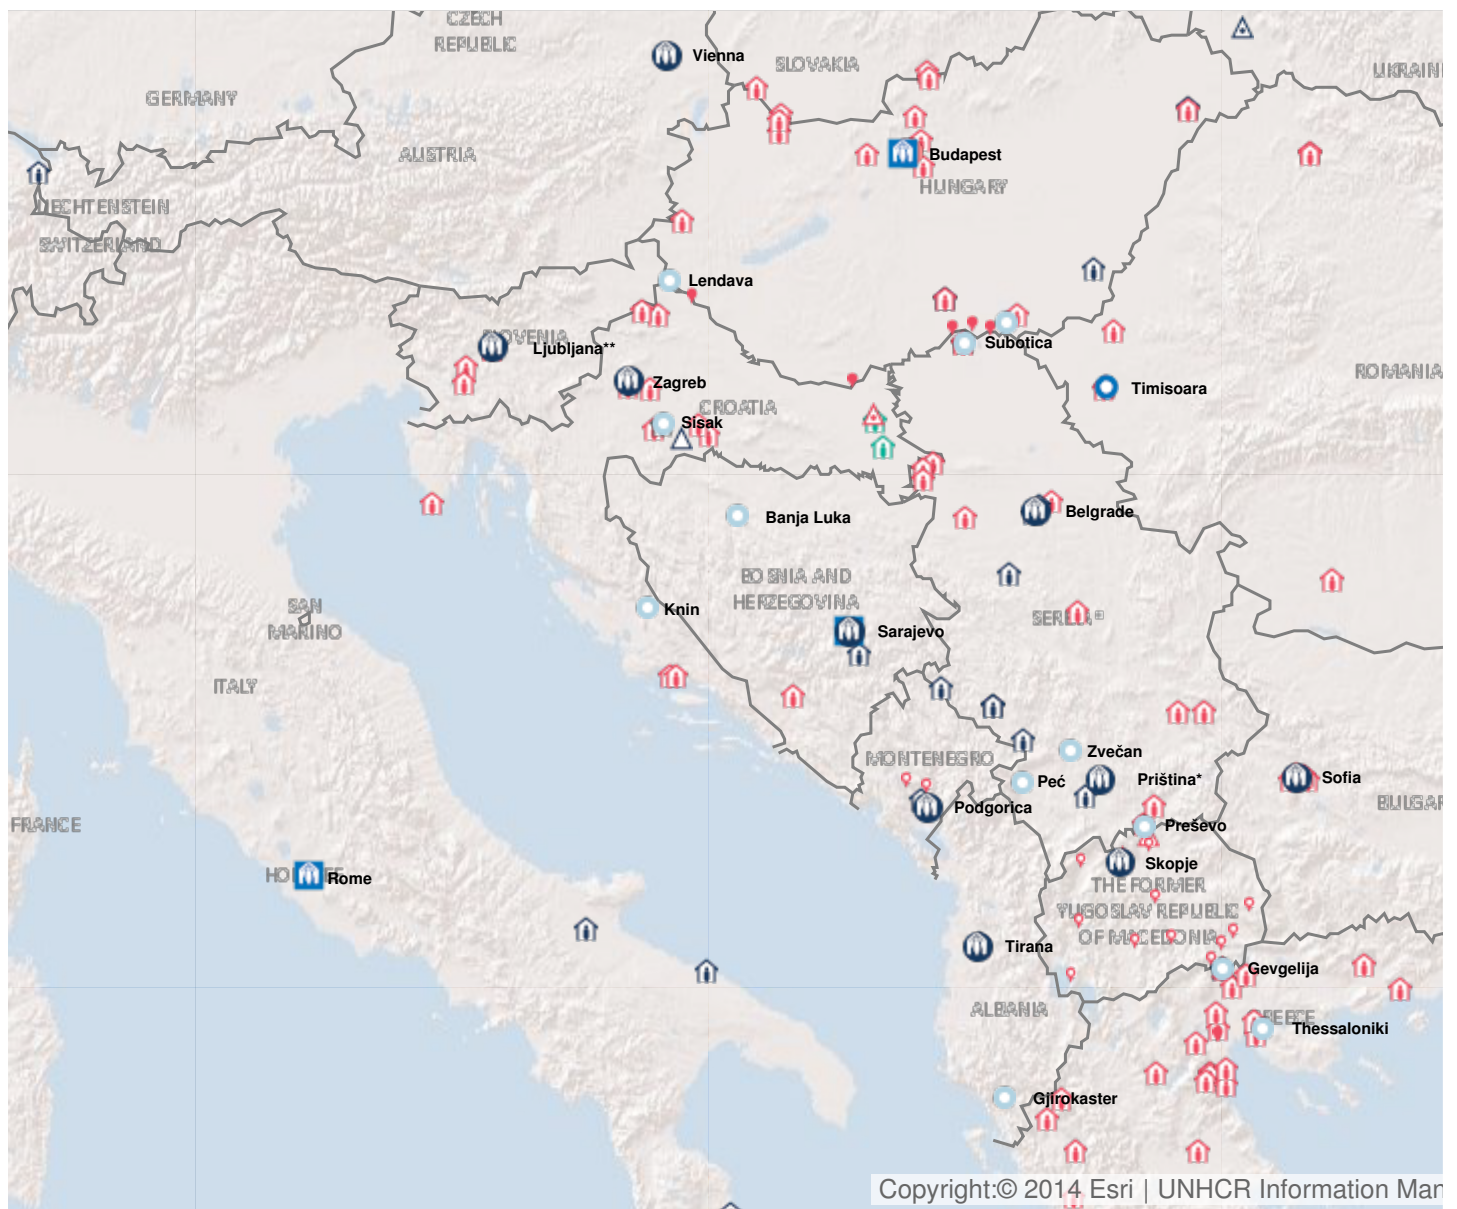 CZECH
REPUBLIC
Vienna
SLOVAKIA
UKRAIN
GERMANY
AUSTRIA
Budapest
HUNGARY
LIECHTENSTEIN
SWITZERLAND
Lendava
SLOVENIA
Ljubljana**
Subotica
ROMANIA
Zagreb
Timisoara
CROATIA
Sisak
Banja Luka
Belgrade
BOSNIA AND
HERZEGOVINA
SAN
MARINO
Knin
SERBIA
Sarajevo
ITALY
MONTENEGRO
Zvečan
Peć
Priština*
Sofia
Podgorica
BULGAR
FRANCE
Preševo
Skopje
Rome
THE FORMER
YUGOSLAV REPUBLIC
OF MACEDONIA
Tirana
Gevgelija
ALBANIA
GREECE
Thessaloniki
Gjirokaster
Copyright:© 2014 Esri | UNHCR Information Man